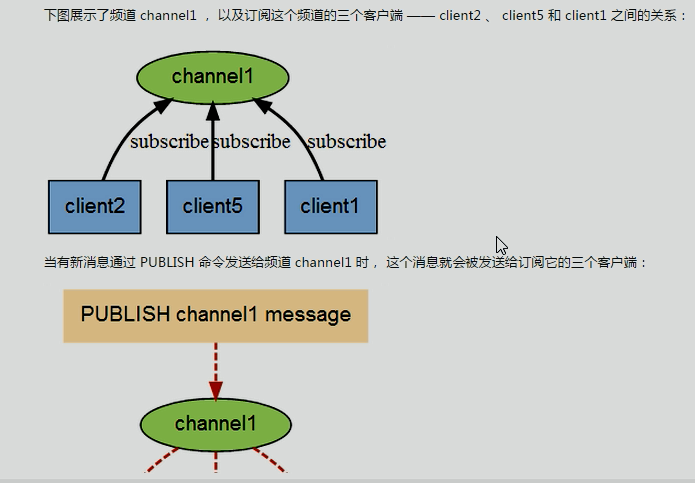 下图展示了频道 channel1 ， 以及订阅这个频道的三个客户端 —— client2 、 client5 和 client1 之间的关系：
channel1
subscribe subscribe subscribe
client2 client5 client1
当有新消息通过 PUBLISH 命令发送给频道 channel1 时， 这个消息就会被发送给订阅它的三个客户端：
PUBLISH channel1 message
channel1